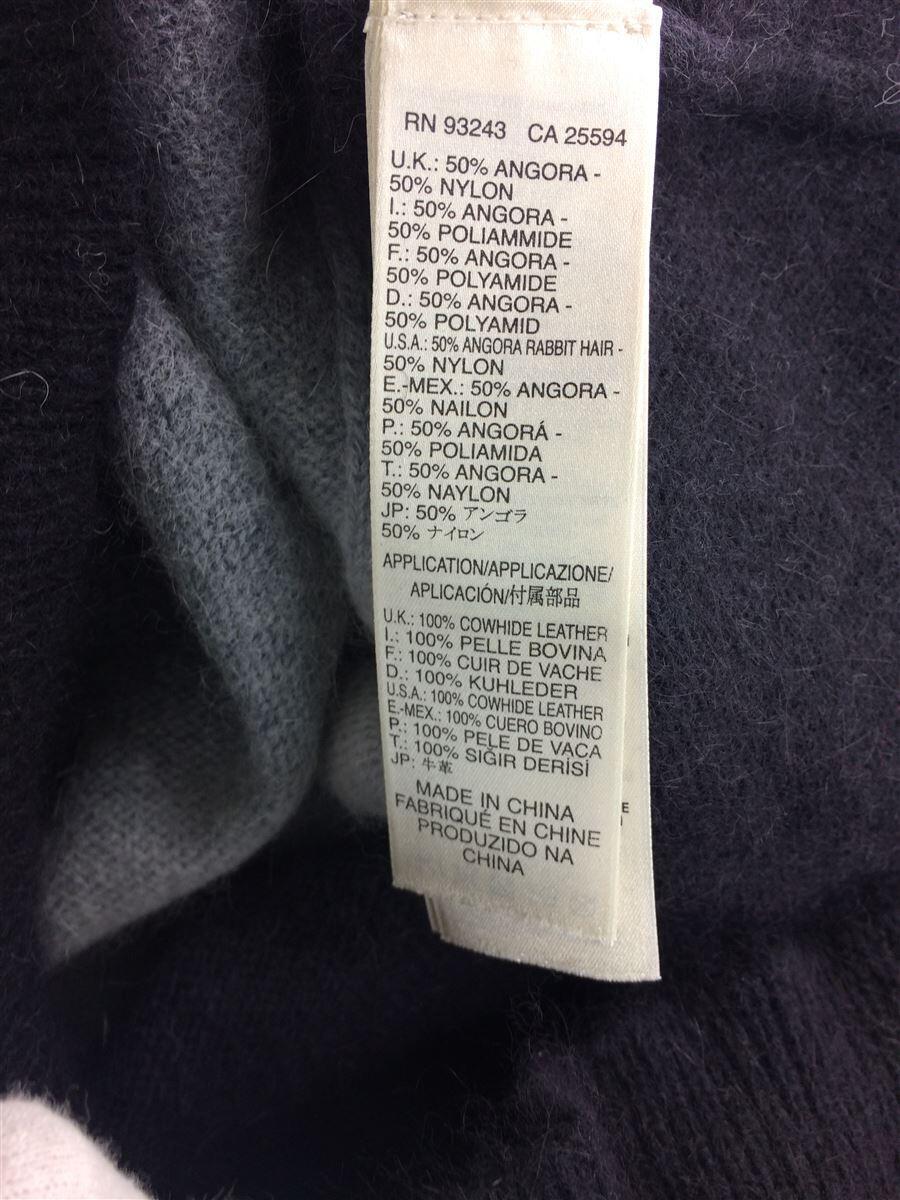 RN 93243 CA 25594
U.K.: 50% ANGORA -
50% NYLON
I.: 50% ANGORA -
50% POLIAMMIDE
F.: 50% ANGORA -
50% POLYAMIDE
D.: 50% ANGORA -
50% POLYAMID
U.S.A.: 50% ANGORA RABBIT HAIR -
50% NYLON
E.-MEX.: 50% ANGORA -
50% NAILON
P.: 50% ANGORÁ -
50% POLIAMIDA
T.: 50% ANGORA -
50% NAYLON
JP: 50% アンゴラ
50% ナイロン
APPLICATION/APPLICAZIONE/
APLICACIÓN/付属部品
U.K.: 100% COWHIDE LEATHER
I.: 100% PELLE BOVINA
F.: 100% CUIR DE VACHE
D.: 100% KUHLEDER
U.S.A.: 100% COWHIDE LEATHER
E.-MEX.: 100% CUERO BOVINO
P.: 100% PELE DE VACA
T.: 100% SIĞIR DERİSİ
JP: 牛革
MADE IN CHINA
FABRIQUÉ EN CHINE
PRODUZIDO NA
CHINA